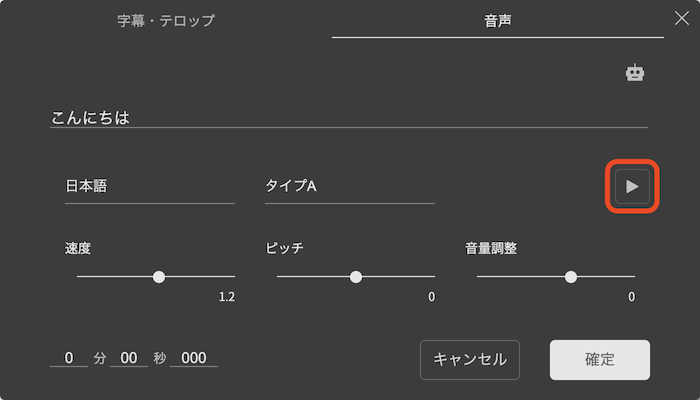 字幕・テロップ 音声
こんにちは
日本語 タイプA
速度 ピッチ 音量調整
1.2 0 0
0 分 00 秒 000 キャンセル 確定